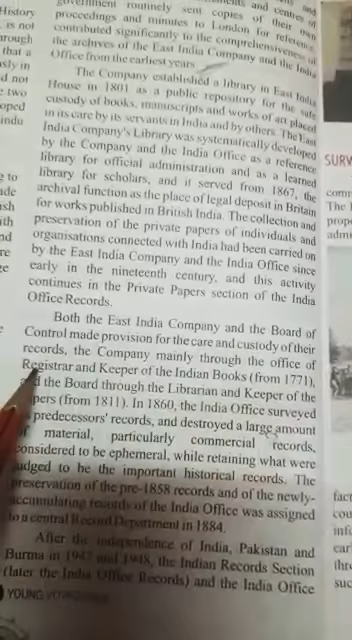 government routinely sent copies of their own
proceedings and minutes to London for reference,
contributed significantly to the comprehensiveness of
the archives of the East India Company and the India
Office from the earliest years
The Company established a library in East India
House in 1801 as a public repository for the safe
custody of books, manuscripts and works of art placed
in its care by its servants in India and by others. The East
India Company's Library was systematically developed
by the Company and the India Office as a reference
library for official administration and as a learned
library for scholars, and it served from 1867, the
archival function as the place of legal deposit in Britain
for works published in British India. The collection and
preservation of the private papers of individuals and
organisations connected with India had been carried on
by the East India Company and the India Office since
early in the nineteenth century, and this activity
continues in the Private Papers section of the India
Office Records.
Both the East India Company and the Board of
Control made provision for the care and custody of their
records, the Company mainly through the office of
Registrar and Keeper of the Indian Books (from 1771),
the Board through the Librarian and Keeper of the
pers (from 1811). In 1860, the India Office surveyed
predecessors' records, and destroyed a large amount
material, particularly commercial records,
considered to be ephemeral, while retaining what were
judged to be the important historical records. The
preservation of the pre-1858 records and of the newly-
accumulating records of the India Office was assigned
to a central Record Department in 1884.
After the independence of India, Pakistan and
Burma in 1947 and 1948, the Indian Records Section
(later the India Office Records) and the India Office
YOUNG
History
is not
that a
d not
two
oped
indu
to
SURV
The